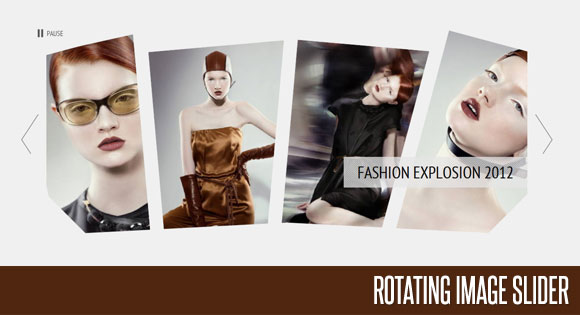 PAUSE
FASHION EXPLOSION 2012
ROTATING IMAGE SLIDER